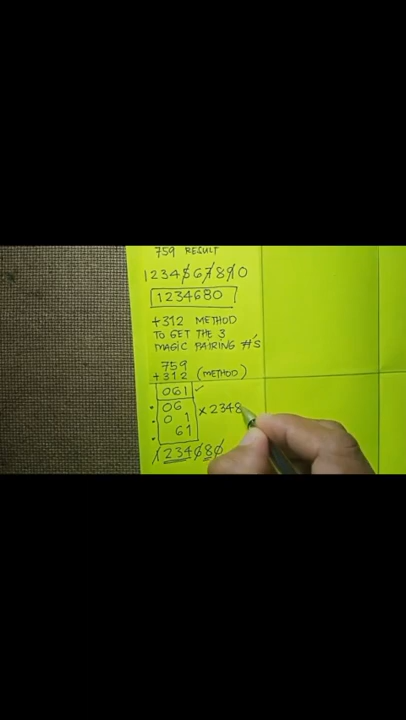 759 RESULT
1234567890
1234680
+312 METHOD
TO GET THE 3
MAGIC PAIRING #'S
759
+312 (METHOD)
061 ✓
• 06
• 0 1 × 2348
• 61
1234680